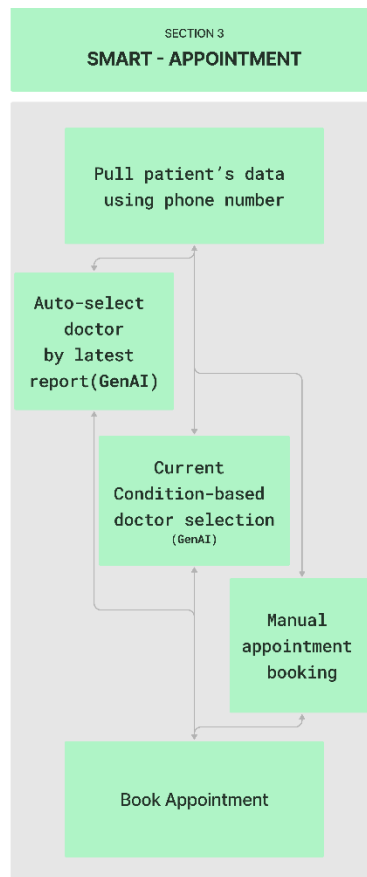 SECTION 3
SMART - APPOINTMENT
Pull patient's data
using phone number
Auto-select
doctor
by latest
report(GenAI)
Current
Condition-based
doctor selection
(GenAI)
Manual
appointment
booking
Book Appointment